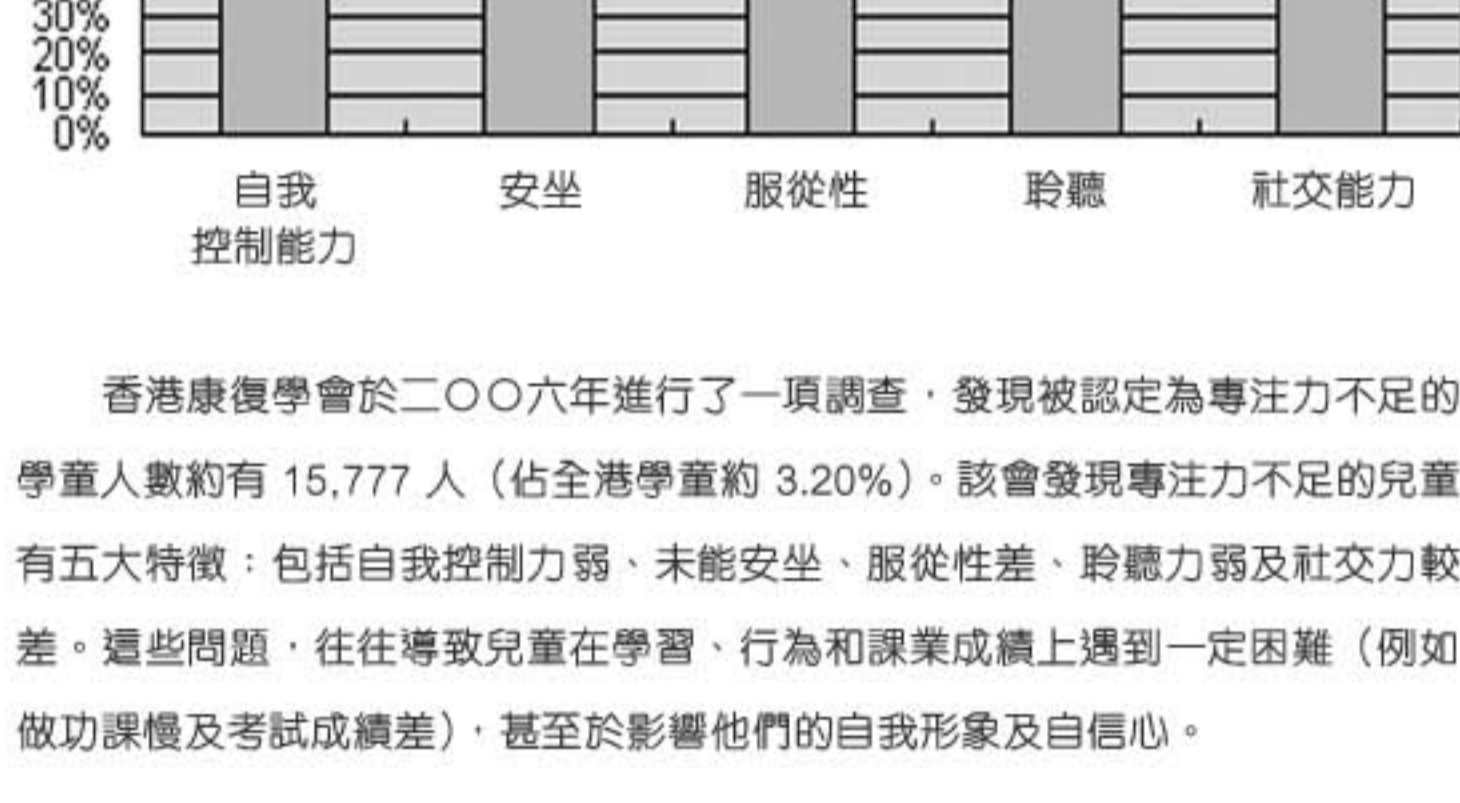 30%
20%
10%
0%
自我 安坐 服從性 聆聽 社交能力
控制能力
香港康復學會於二〇〇六年進行了一項調查，發現被認定為專注力不足的
學童人數約有 15,777 人（佔全港學童約 3.20%）。該會發現專注力不足的兒童
有五大特徵：包括自我控制力弱、未能安坐、服從性差、聆聽力弱及社交力較
差。這些問題，往往導致兒童在學習、行為和課業成績上遇到一定困難（例如
做功課慢及考試成績差），甚至於影響他們的自我形象及自信心。